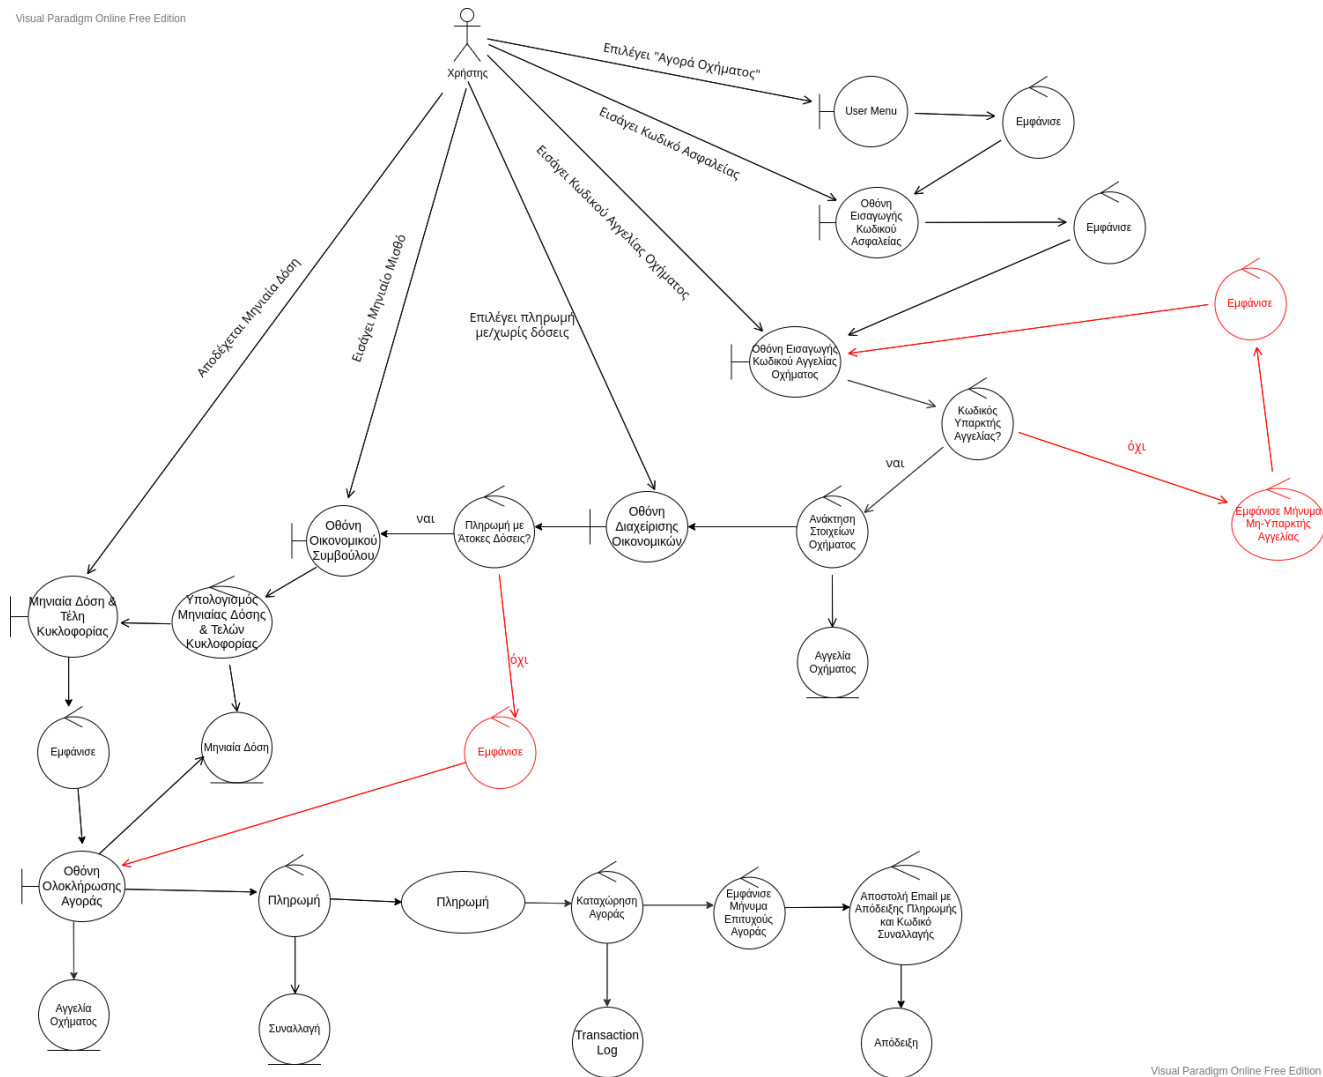 Visual Paradigm Online Free Edition
Χρήστης
Επιλέγει "Αγορά Οχήματος"
User Menu
Εμφάνισε
Εισάγει Κωδικό Ασφαλείας
Οθόνη
Εισαγωγής
Κωδικού
Ασφαλείας
Εμφάνισε
Εισάγει Κωδικού Αγγελίας Οχήματος
Εμφάνισε
Αποδέχεται Μηνιαία Δόση
Εισάγει Μηνιαίο Μισθό
Επιλέγει πληρωμή
με/χωρίς δόσεις
Οθόνη Εισαγωγής
Κωδικού Αγγελίας
Οχήματος
Κωδικός
Υπαρκτής
Αγγελίας?
όχι
ναι
Εμφάνισε Μήνυμα
Μη-Υπαρκτής
Αγγελίας
Ανάκτηση
Στοιχείων
Οχήματος
Οθόνη
Διαχείρισης
Οικονομικών
Πληρωμή με
Άτοκες Δόσεις?
ναι
Οθόνη
Οικονομικού
Συμβούλου
Μηνιαία Δόση &
Τέλη
Κυκλοφορίας
Υπολογισμός
Μηνιαίας Δόσης
& Τελών
Κυκλοφορίας
όχι
Αγγελία
Οχήματος
Εμφάνισε
Μηνιαία Δόση
Εμφάνισε
Οθόνη
Ολοκλήρωσης
Αγοράς
Πληρωμή
Πληρωμή
Καταχώρηση
Αγοράς
Εμφάνισε
Μήνυμα
Επιτυχούς
Αγοράς
Αποστολή Email με
Απόδειξης Πληρωμής
και Κωδικό
Συναλλαγής
Αγγελία
Οχήματος
Συναλλαγή
Transaction
Log
Απόδειξη
Visual Paradigm Online Free Edition